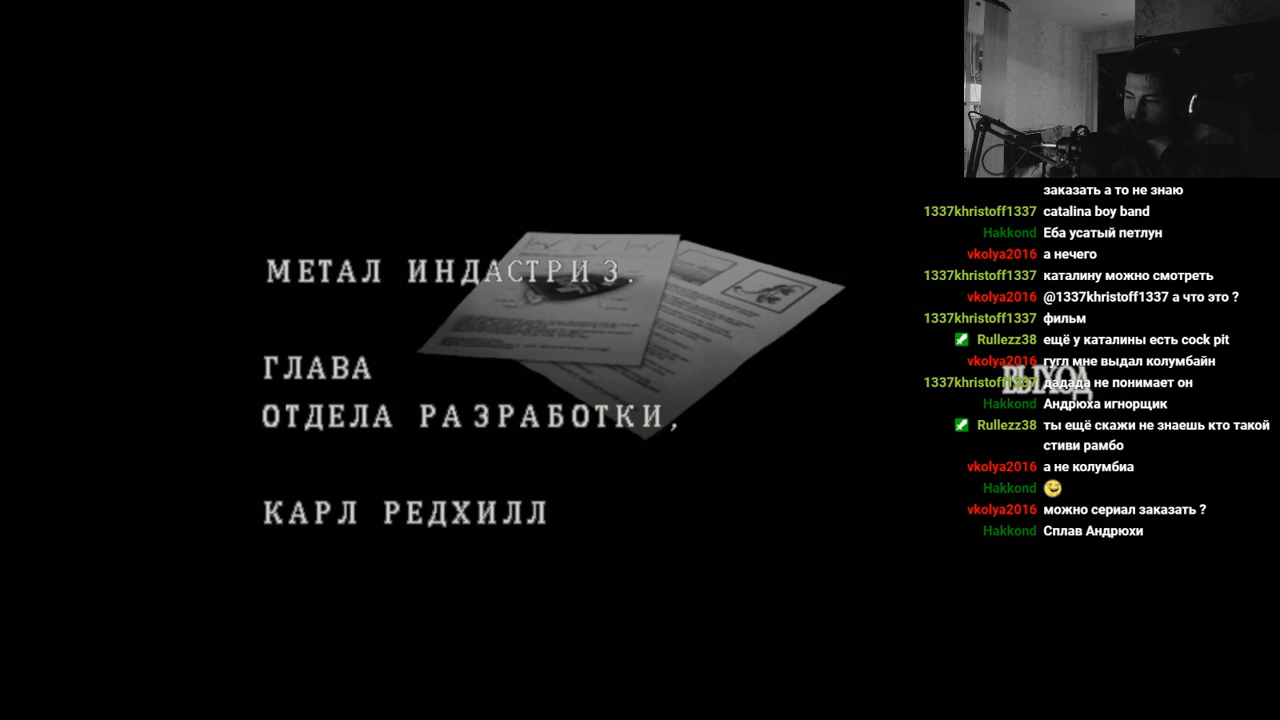 МЕТАЛ ИНДАСТРИЗ.
ГЛАВА
ОТДЕЛА РАЗРАБОТКИ,
КАРЛ РЕДХИЛЛ
ВЫХОД
заказать а то не знаю
1337khristoff1337 catalina boy band
Hakkond Еба усатый петлун
vkolya2016 а нечего
1337khristoff1337 каталину можно смотреть
vkolya2016 @1337khristoff1337 а что это ?
1337khristoff1337 фильм
Rullezz38 ещё у каталины есть cock pit
vkolya2016 гугл мне выдал колумбайн
1337khristoff1337 дадада не понимает он
Hakkond Андрюха игнорщик
Rullezz38 ты ещё скажи не знаешь кто такой
стиви рамбо
vkolya2016 а не колумбиа
Hakkond
vkolya2016 можно сериал заказать ?
Hakkond Сплав Андрюхи